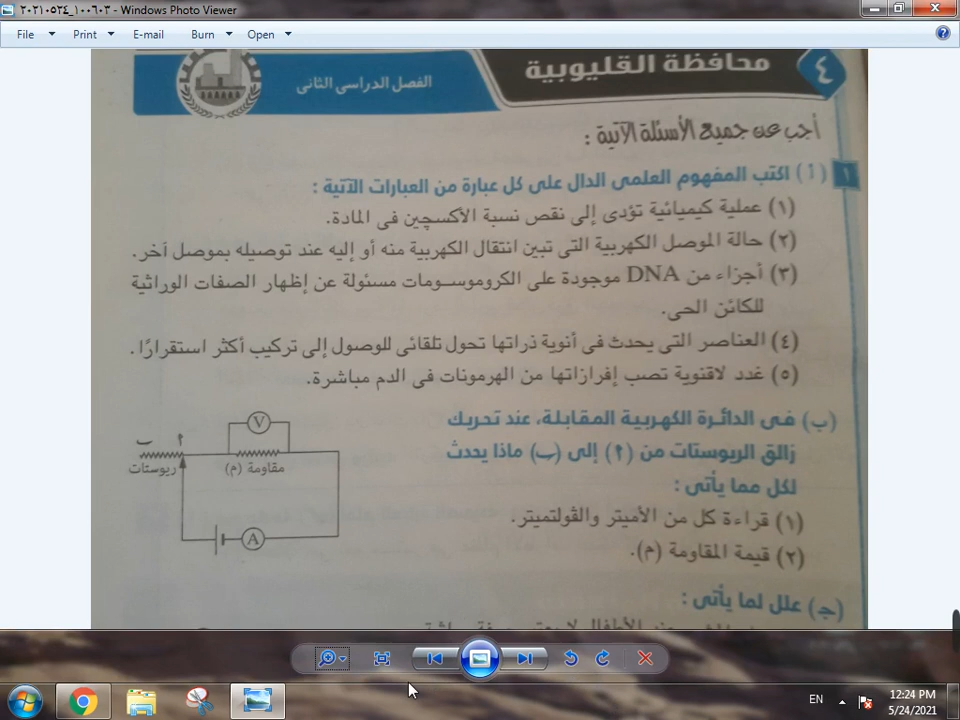 ٢٠٢١٠٥٢٤_١٠٠٦٠٣ - Windows Photo Viewer
File Print E-mail Burn Open
٤ محافظة القليوبية
الفصل الدراسى الثانى
أجب عن جميع الأسئلة الآتية :
١ (أ) اكتب المفهوم العلمى الدال على كل عبارة من العبارات الآتية :
(١) عملية كيميائية تؤدى إلى نقص نسبة الأكسچين فى المادة.
(٢) حالة الموصل الكهربية التى تبين انتقال الكهربية منه أو إليه عند توصيله بموصل آخر.
(٣) أجزاء من DNA موجودة على الكروموسومات مسئولة عن إظهار الصفات الوراثية
للكائن الحى.
(٤) العناصر التى يحدث فى أنوية ذراتها تحول تلقائى للوصول إلى تركيب أكثر استقرارًا.
(٥) غدد لاقنوية تصب إفرازاتها من الهرمونات فى الدم مباشرة.
(ب) فى الدائرة الكهربية المقابلة، عند تحريك
زالق الريوستات من (٢) إلى (ب) ماذا يحدث
لكل مما يأتى :
(١) قراءة كل من الأميتر والڤولتميتر.
(٢) قيمة المقاومة (م).
V
٢ ب
ريوستات
مقاومة (م)
A
(جـ) علل لما يأتى :
EN
12:24 PM
5/24/2021